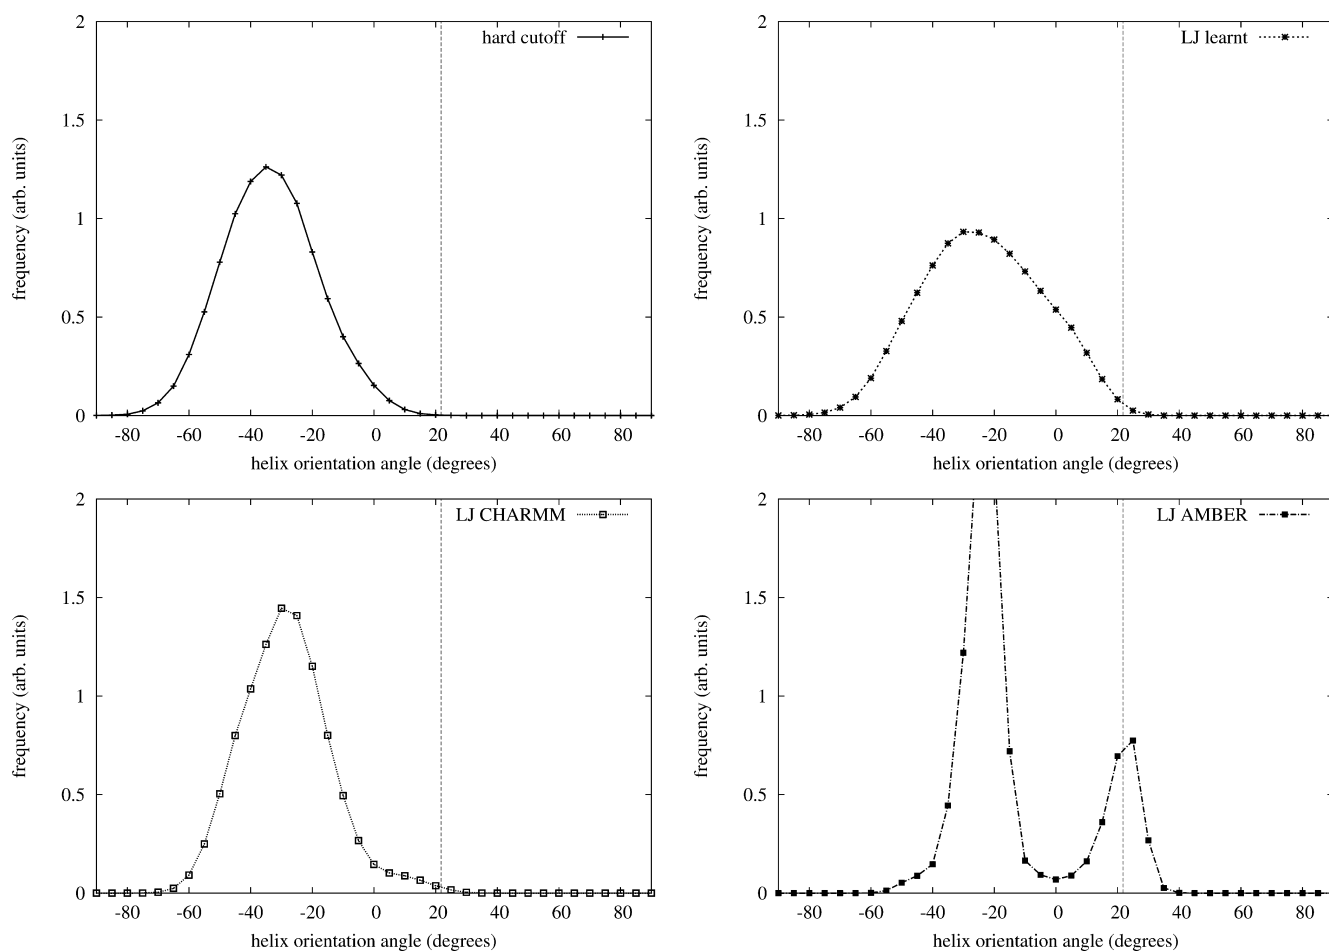 2
hard cutoff
1.5
frequency (arb. units)
1
0.5
0
-80 -60 -40 -20 0 20 40 60 80
helix orientation angle (degrees)
2
LJ learnt
1.5
frequency (arb. units)
1
0.5
0
-80 -60 -40 -20 0 20 40 60 80
helix orientation angle (degrees)
2
LJ CHARMM
1.5
frequency (arb. units)
1
0.5
0
-80 -60 -40 -20 0 20 40 60 80
helix orientation angle (degrees)
2
LJ AMBER
1.5
frequency (arb. units)
1
0.5
0
-80 -60 -40 -20 0 20 40 60 80
helix orientation angle (degrees)